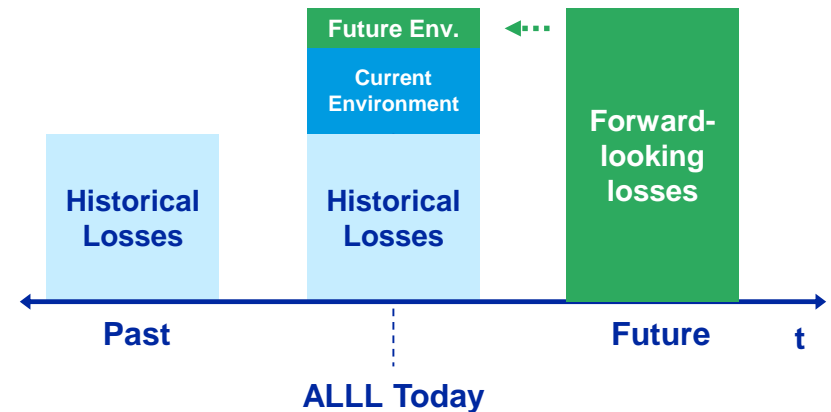 Future Env.
Current
Environment
Historical
Losses
Historical
Losses
Forward-
looking
losses
Past
Future
t
ALLL Today